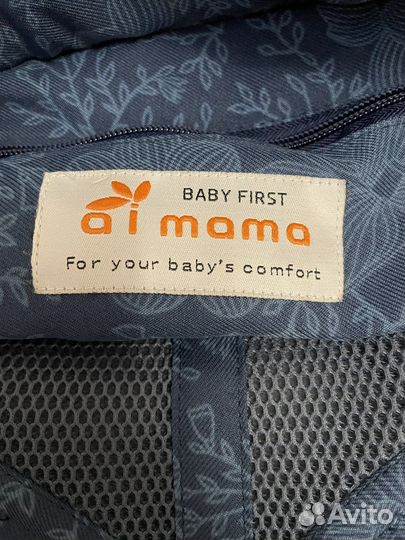 BABY FIRST
ai mama
For your baby's comfort
Avito